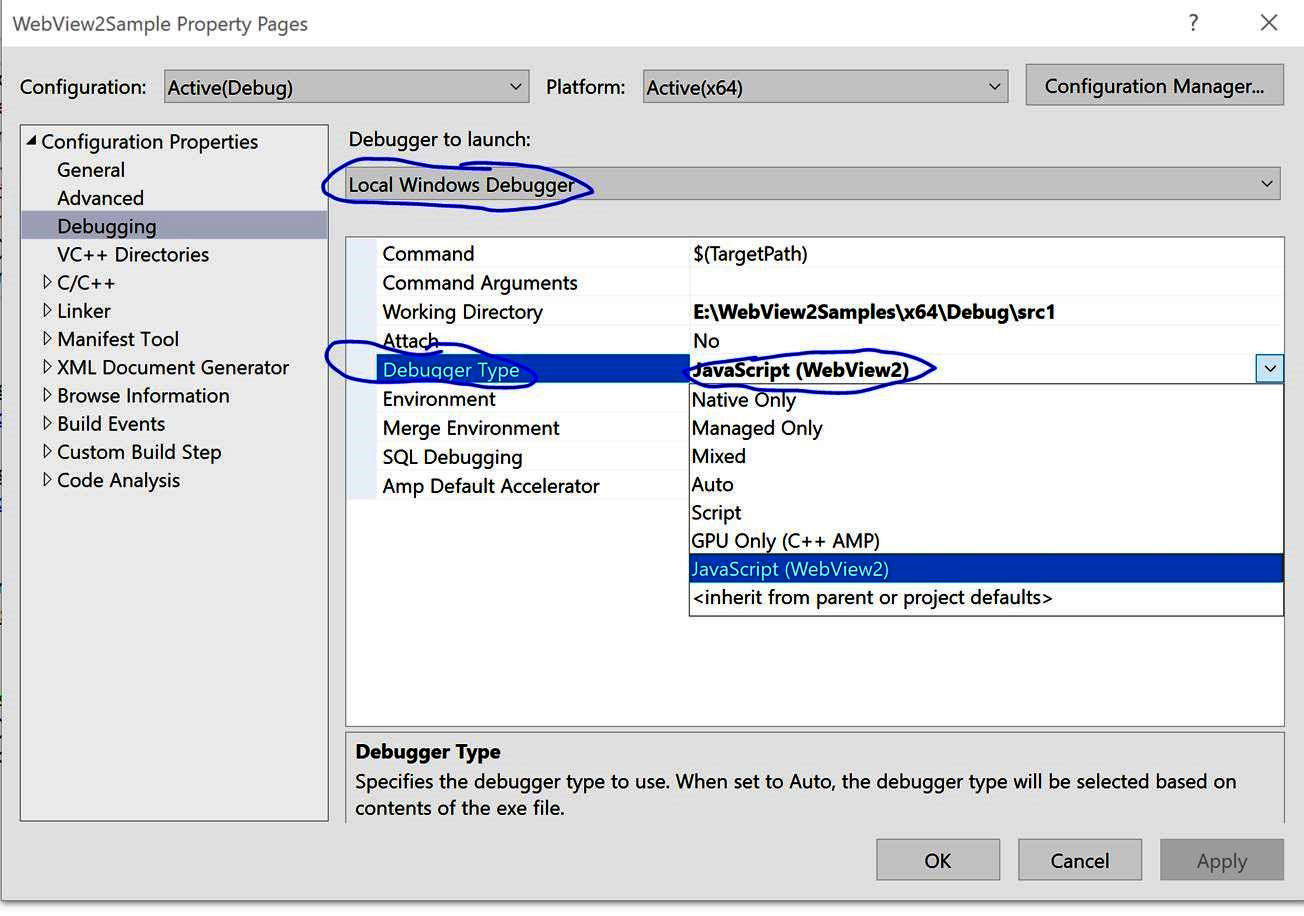 WebView2Sample Property Pages ?
Configuration: Active(Debug) Platform: Active(x64) Configuration Manager...
Configuration Properties
General
Advanced
Debugging
VC++ Directories
C/C++
Linker
Manifest Tool
XML Document Generator
Browse Information
Build Events
Custom Build Step
Code Analysis
Debugger to launch:
Local Windows Debugger
Command $(TargetPath)
Command Arguments
Working Directory E:\WebView2Samples\x64\Debug\src1
Attach No
Debugger Type JavaScript (WebView2)
Environment
Merge Environment
SQL Debugging
Amp Default Accelerator
Native Only
Managed Only
Mixed
Auto
Script
GPU Only (C++ AMP)
JavaScript (WebView2)
<inherit from parent or project defaults>
Debugger Type
Specifies the debugger type to use. When set to Auto, the debugger type will be selected based on
contents of the exe file.
OK Cancel Apply